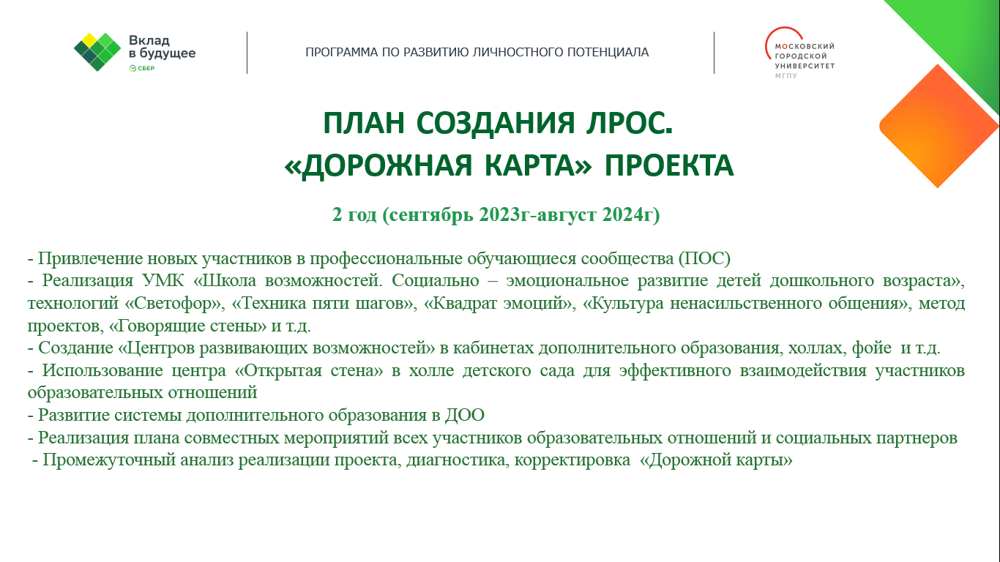 Вклад
в будущее
СБЕР
ПРОГРАММА ПО РАЗВИТИЮ ЛИЧНОСТНОГО ПОТЕНЦИАЛА
МОСКОВСКИЙ
ГОРОДСКОЙ
УНИВЕРСИТЕТ
МГПУ
ПЛАН СОЗДАНИЯ ЛРОС.
«ДОРОЖНАЯ КАРТА» ПРОЕКТА
2 год (сентябрь 2023г-август 2024г)
- Привлечение новых участников в профессиональные обучающиеся сообщества (ПОС)
- Реализация УМК «Школа возможностей. Социально – эмоциональное развитие детей дошкольного возраста»,
технологий «Светофор», «Техника пяти шагов», «Квадрат эмоций», «Культура ненасильственного общения», метод
проектов, «Говорящие стены» и т.д.
- Создание «Центров развивающих возможностей» в кабинетах дополнительного образования, холлах, фойе  и т.д.
- Использование центра «Открытая стена» в холле детского сада для эффективного взаимодействия участников
образовательных отношений
- Развитие системы дополнительного образования в ДОО
- Реализация плана совместных мероприятий всех участников образовательных отношений и социальных партнеров
- Промежуточный анализ реализации проекта, диагностика, корректировка  «Дорожной карты»